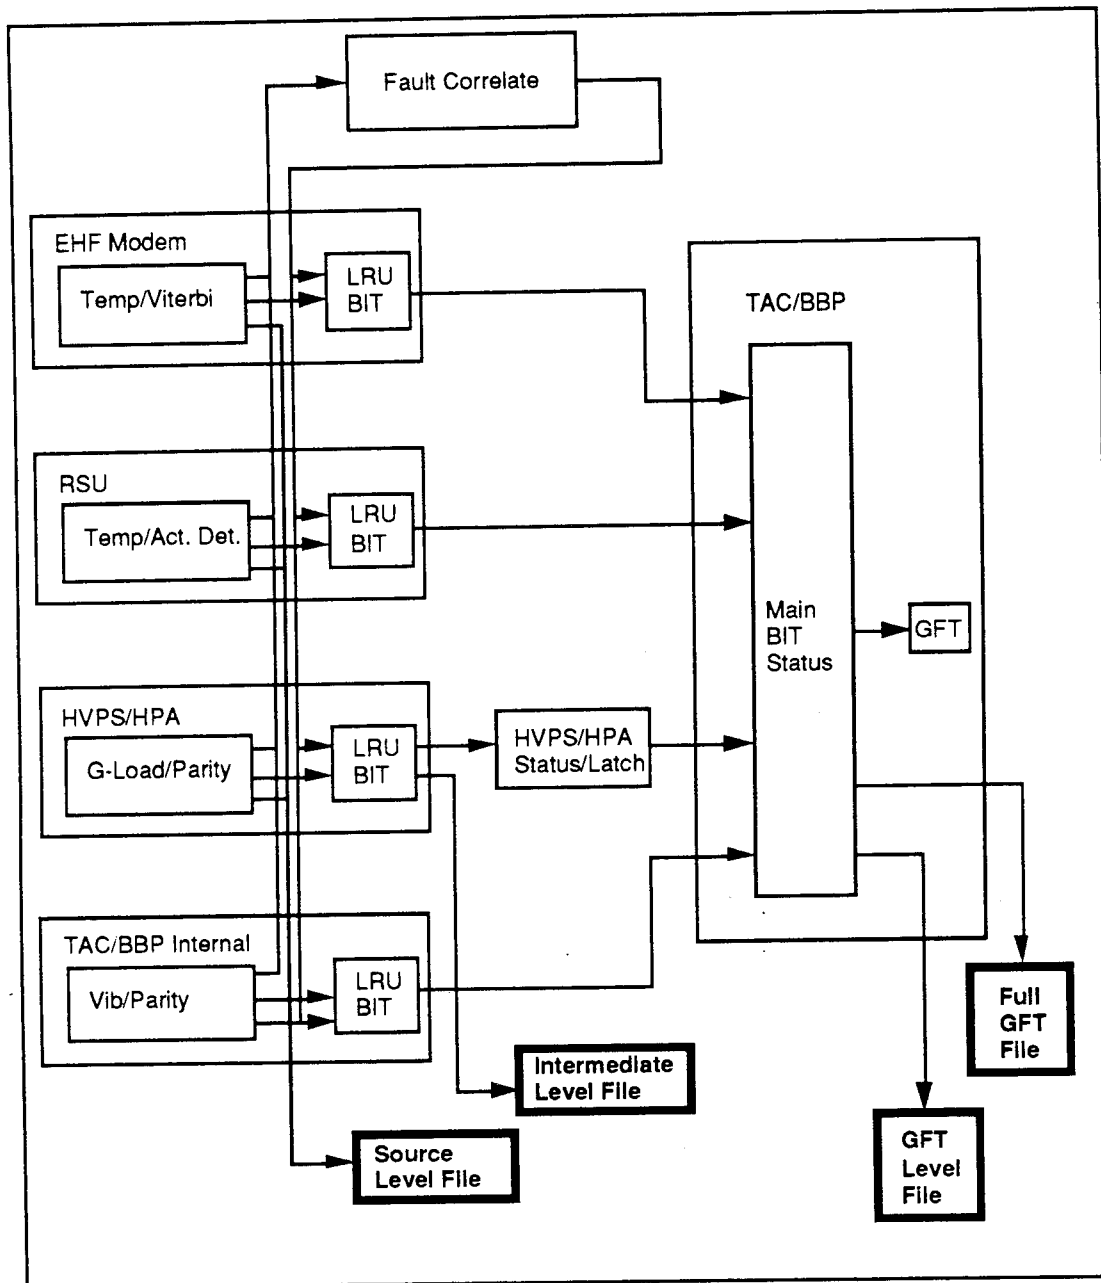 Fault Correlate
EHF Modem
Temp/Viterbi
LRU
BIT
TAC/BBP
RSU
Temp/Act. Det.
LRU
BIT
Main
BIT
Status
GFT
HVPS/HPA
G-Load/Parity
LRU
BIT
HVPS/HPA
Status/Latch
TAC/BBP Internal
Vib/Parity
LRU
BIT
Full
GFT
File
Intermediate
Level File
Source
Level File
GFT
Level
File